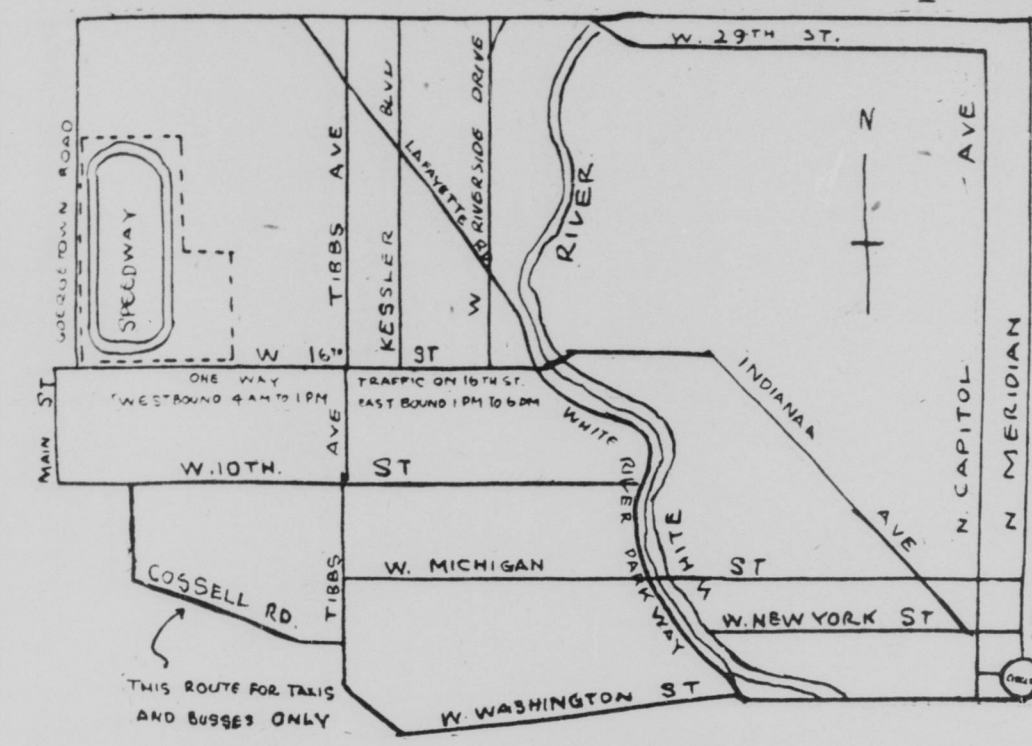 W. 29TH ST.
N
AVE
N. CAPITOL
N MERIDIAN
GOERGETOWN ROAD
SPEEDWAY
TIBBS AVE
KESSLER BLVD
LAFAYETTE RD
W RIVERSIDE DRIVE
RIVER
W 16TH ST
ONE WAY TRAFFIC ON 16TH ST.
WESTBOUND 4 AM TO 1 PM EAST BOUND 1 PM TO 6 PM
MAIN ST
AVE
W. 10TH. ST
WHITE RIVER PARKWAY
INDIANA AVE
WHITE
TIBBS
W. MICHIGAN ST
COSSELL RD.
W. NEW YORK ST
W. WASHINGTON ST
THIS ROUTE FOR TAXIS
AND BUSSES ONLY